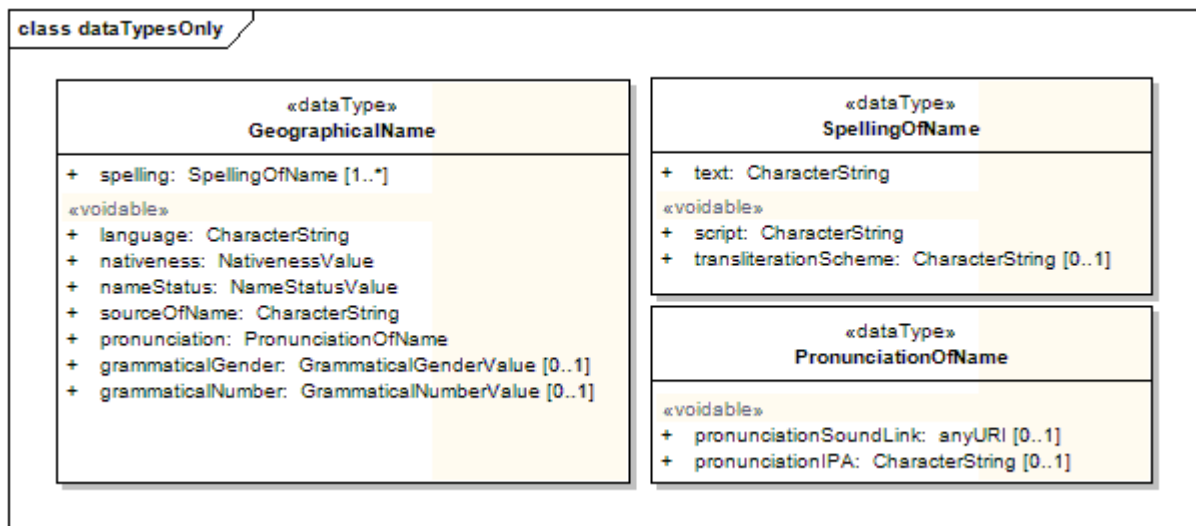 class dataTypesOnly
«dataType»
GeographicalName
+ spelling: SpellingOfName [1..*]
«voidable»
+ language: CharacterString
+ nativeness: NativenessValue
+ nameStatus: NameStatusValue
+ sourceOfName: CharacterString
+ pronunciation: PronunciationOfName
+ grammaticalGender: GrammaticalGenderValue [0..1]
+ grammaticalNumber: GrammaticalNumberValue [0..1]
«dataType»
SpellingOfName
+ text: CharacterString
«voidable»
+ script: CharacterString
+ transliterationScheme: CharacterString [0..1]
«dataType»
PronunciationOfName
«voidable»
+ pronunciationSoundLink: anyURI [0..1]
+ pronunciationIPA: CharacterString [0..1]